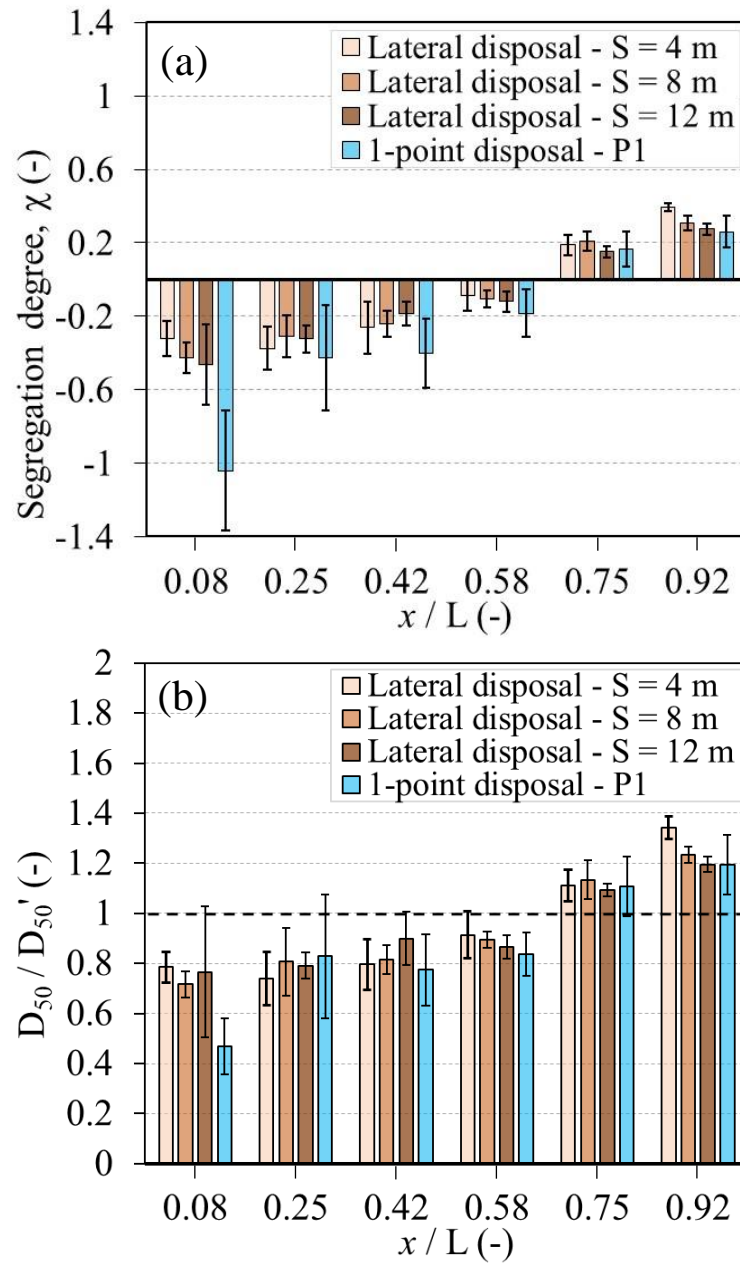 1.4
(a)
Lateral disposal - S = 4 m
Lateral disposal - S = 8 m
Lateral disposal - S = 12 m
1-point disposal - P1
1
0.6
0.2
-0.2
-0.6
-1
-1.4
Segregation degree, χ (-)
0.08 0.25 0.42 0.58 0.75 0.92
x / L (-)
2
(b)
Lateral disposal - S = 4 m
Lateral disposal - S = 8 m
Lateral disposal - S = 12 m
1-point disposal - P1
1.8
1.6
1.4
1.2
1
0.8
0.6
0.4
0.2
0
D₅₀ / D₅₀' (-)
0.08 0.25 0.42 0.58 0.75 0.92
x / L (-)